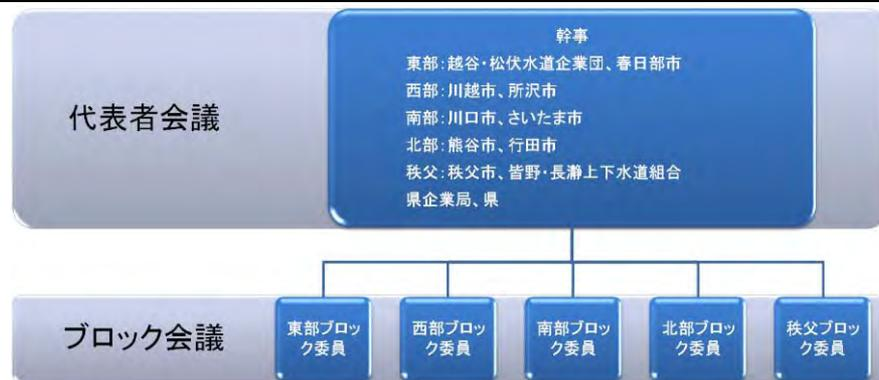 代表者会議
幹事
東部：越谷・松伏水道企業団、春日部市
西部：川越市、所沢市
南部：川口市、さいたま市
北部：熊谷市、行田市
秩父：秩父市、皆野・長瀞上下水道組合
県企業局、県
ブロック会議
東部ブロッ
ク委員
西部ブロッ
ク委員
南部ブロッ
ク委員
北部ブロッ
ク委員
秩父ブロッ
ク委員